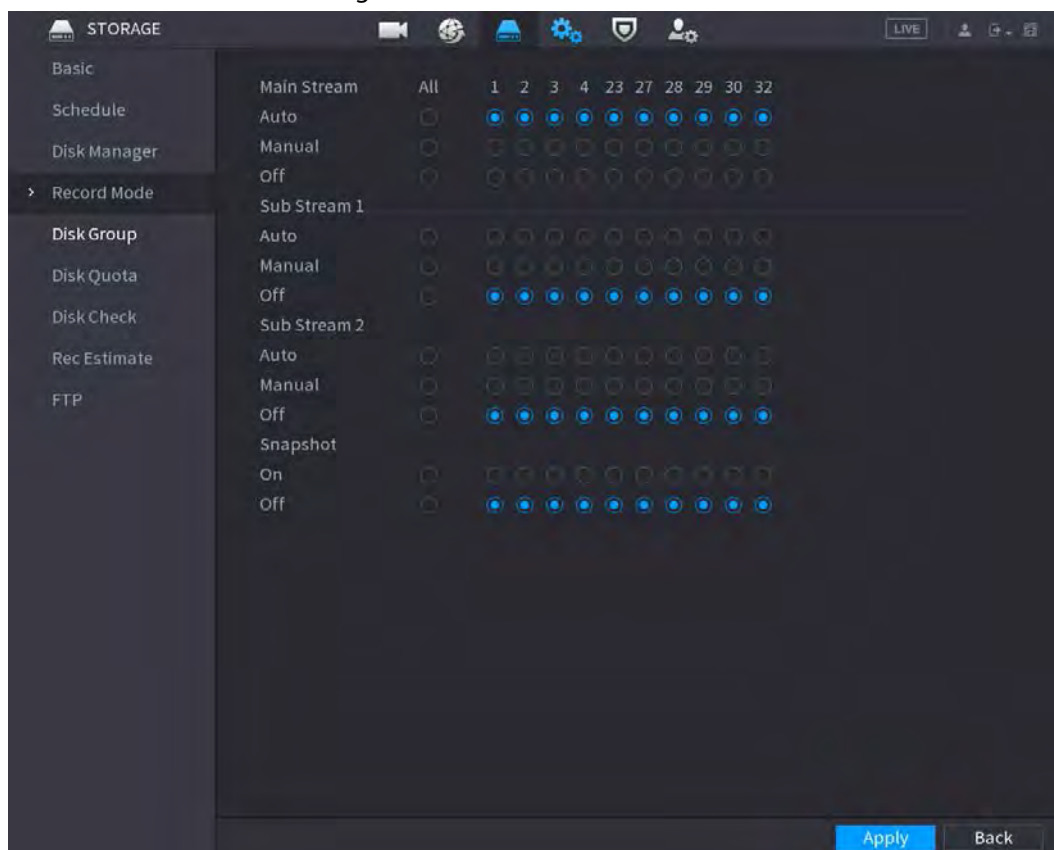 STORAGE
LIVE
Basic
Schedule
Disk Manager
Record Mode
Disk Group
Disk Quota
Disk Check
Rec Estimate
FTP
Main Stream All 1 2 3 4 23 27 28 29 30 32
Auto
Manual
Off
Sub Stream 1
Auto
Manual
Off
Sub Stream 2
Auto
Manual
Off
Snapshot
On
Off
Apply Back